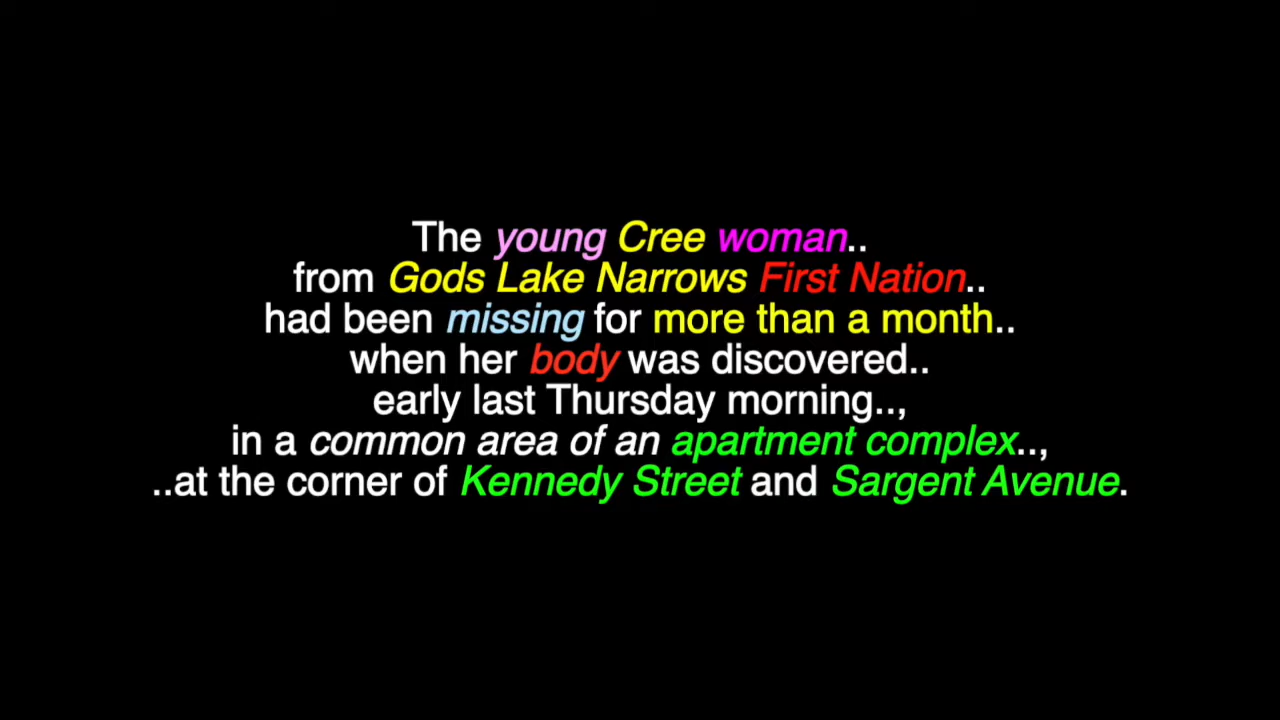 The young Cree woman..
from Gods Lake Narrows First Nation..
had been missing for more than a month..
when her body was discovered..
early last Thursday morning..,
in a common area of an apartment complex..,
..at the corner of Kennedy Street and Sargent Avenue.